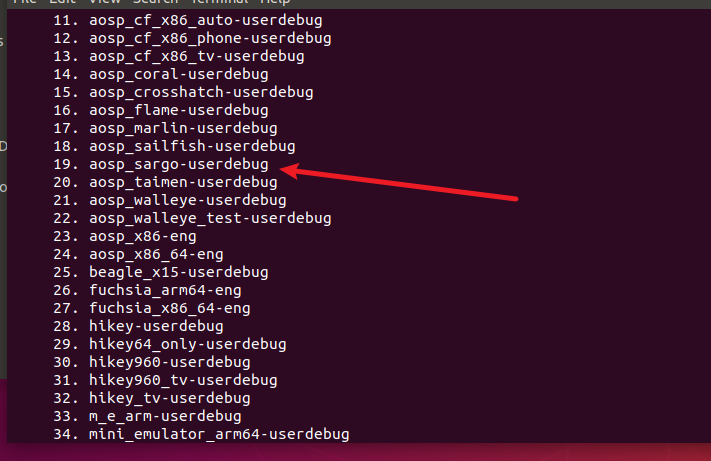 File Edit View Search Terminal Help
11. aosp_cf_x86_auto-userdebug
12. aosp_cf_x86_phone-userdebug
13. aosp_cf_x86_tv-userdebug
14. aosp_coral-userdebug
15. aosp_crosshatch-userdebug
16. aosp_flame-userdebug
17. aosp_marlin-userdebug
18. aosp_sailfish-userdebug
19. aosp_sargo-userdebug
20. aosp_taimen-userdebug
21. aosp_walleye-userdebug
22. aosp_walleye_test-userdebug
23. aosp_x86-eng
24. aosp_x86_64-eng
25. beagle_x15-userdebug
26. fuchsia_arm64-eng
27. fuchsia_x86_64-eng
28. hikey-userdebug
29. hikey64_only-userdebug
30. hikey960-userdebug
31. hikey960_tv-userdebug
32. hikey_tv-userdebug
33. m_e_arm-userdebug
34. mini_emulator_arm64-userdebug